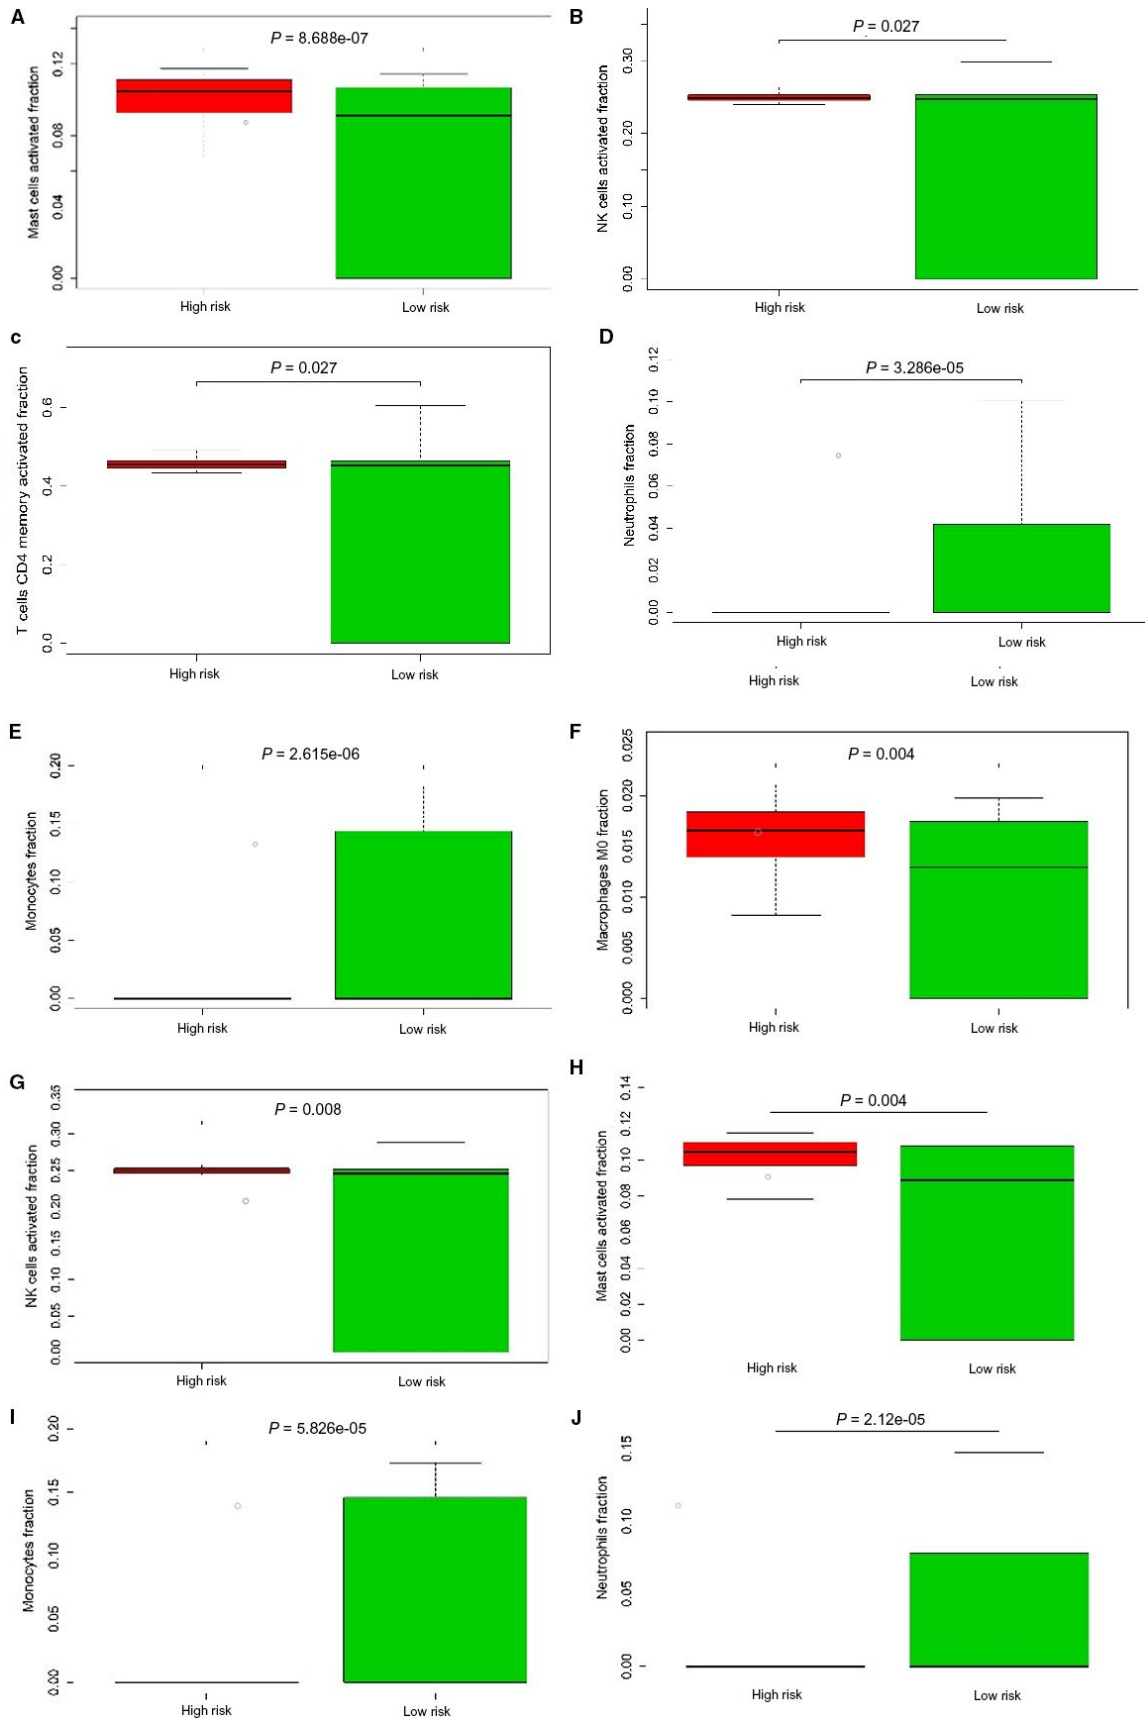 A
P = 8.688e-07
Mast cells activated fraction
0.12
0.08
0.04
0.00
High risk
Low risk
B
P = 0.027
NK cells activated fraction
0.30
0.20
0.10
0.00
High risk
Low risk
c
P = 0.027
T cells CD4 memory activated fraction
0.6
0.4
0.2
0.0
High risk
Low risk
D
P = 3.286e-05
Neutrophils fraction
0.12
0.10
0.08
0.06
0.04
0.02
0.00
High risk
Low risk
High risk
Low risk
E
P = 2.615e-06
Monocytes fraction
0.20
0.15
0.10
0.05
0.00
High risk
Low risk
F
P = 0.004
Macrophages M0 fraction
0.025
0.020
0.015
0.010
0.005
0.000
High risk
Low risk
G
P = 0.008
NK cells activated fraction
0.35
0.30
0.25
0.20
0.15
0.10
0.05
0.00
High risk
Low risk
H
P = 0.004
Mast cells activated fraction
0.14
0.12
0.10
0.08
0.06
0.04
0.02
0.00
High risk
Low risk
I
P = 5.826e-05
Monocytes fraction
0.20
0.15
0.10
0.05
0.00
High risk
Low risk
J
P = 2.12e-05
Neutrophils fraction
0.15
0.10
0.05
0.00
High risk
Low risk